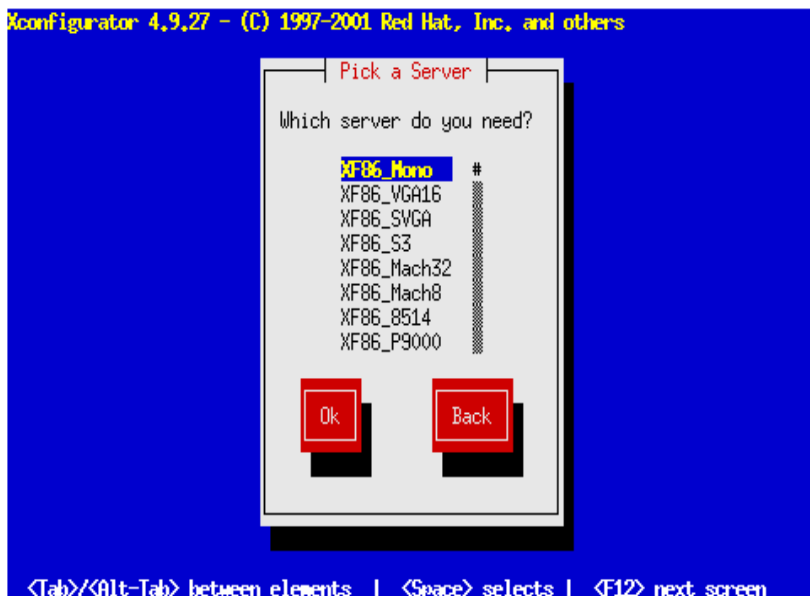 Xconfigurator 4.9.27 - (C) 1997-2001 Red Hat, Inc. and others
Pick a Server
Which server do you need?
XF86_Mono #
XF86_VGA16
XF86_SVGA
XF86_S3
XF86_Mach32
XF86_Mach8
XF86_8514
XF86_P9000
Ok Back
<Tab>/<Alt-Tab> between elements | <Space> selects | <F12> next screen